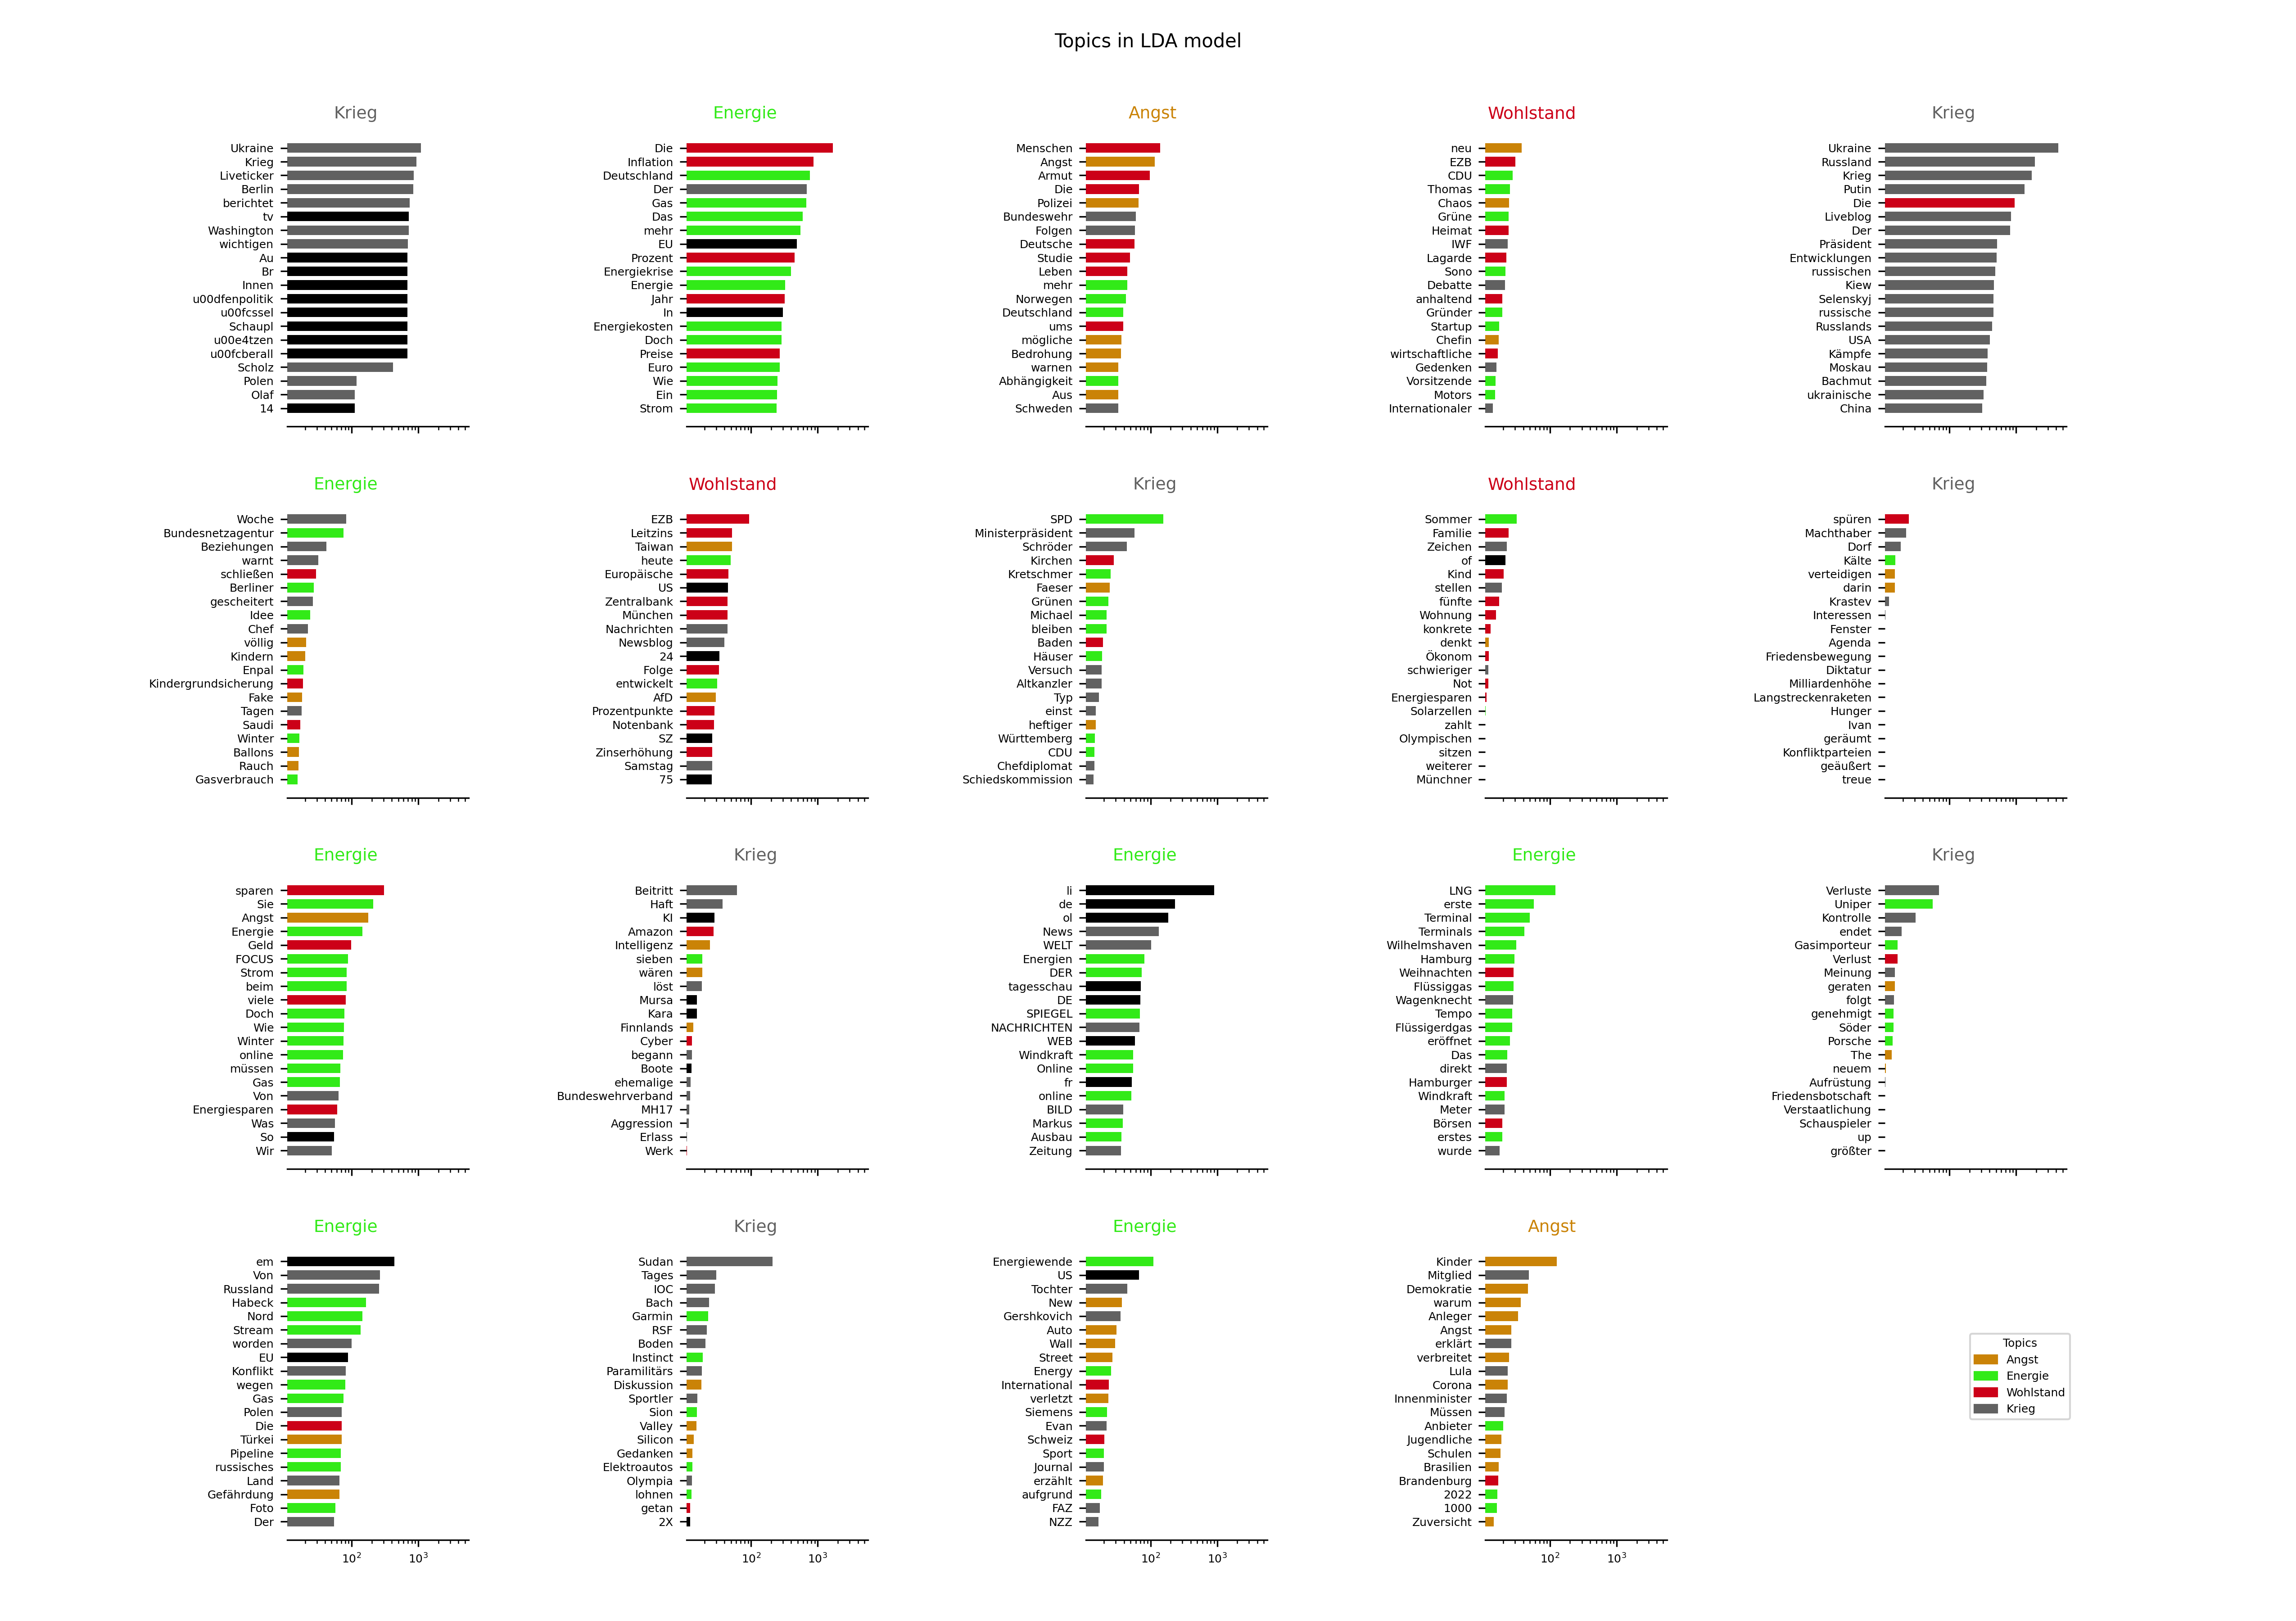 Topics in LDA model
Krieg
Ukraine
Krieg
Liveticker
Berlin
berichtet
tv
Washington
wichtigen
Au
Br
Innen
u00dfenpolitik
u00fcssel
Schaupl
u00e4tzen
u00fcberall
Scholz
Polen
Olaf
14
Energie
Die
Inflation
Deutschland
Der
Gas
Das
mehr
EU
Prozent
Energiekrise
Energie
Jahr
In
Energiekosten
Doch
Preise
Euro
Wie
Ein
Strom
Angst
Menschen
Angst
Armut
Die
Polizei
Bundeswehr
Folgen
Deutsche
Studie
Leben
mehr
Norwegen
Deutschland
ums
mögliche
Bedrohung
warnen
Abhängigkeit
Aus
Schweden
Wohlstand
neu
EZB
CDU
Thomas
Chaos
Grüne
Heimat
IWF
Lagarde
Sono
Debatte
anhaltend
Gründer
Startup
Chefin
wirtschaftliche
Gedenken
Vorsitzende
Motors
Internationaler
Krieg
Ukraine
Russland
Krieg
Putin
Die
Liveblog
Der
Präsident
Entwicklungen
russischen
Kiew
Selenskyj
russische
Russlands
USA
Kämpfe
Moskau
Bachmut
ukrainische
China
Energie
Woche
Bundesnetzagentur
Beziehungen
warnt
schließen
Berliner
gescheitert
Idee
Chef
völlig
Kindern
Enpal
Kindergrundsicherung
Fake
Tagen
Saudi
Winter
Ballons
Rauch
Gasverbrauch
Wohlstand
EZB
Leitzins
Taiwan
heute
Europäische
US
Zentralbank
München
Nachrichten
Newsblog
24
Folge
entwickelt
AfD
Prozentpunkte
Notenbank
SZ
Zinserhöhung
Samstag
75
Krieg
SPD
Ministerpräsident
Schröder
Kirchen
Kretschmer
Faeser
Grünen
Michael
bleiben
Baden
Häuser
Versuch
Altkanzler
Typ
einst
heftiger
Württemberg
CDU
Chefdiplomat
Schiedskommission
Wohlstand
Sommer
Familie
Zeichen
of
Kind
stellen
fünfte
Wohnung
konkrete
denkt
Ökonom
schwieriger
Not
Energiesparen
Solarzellen
zahlt
Olympischen
sitzen
weiterer
Münchner
Krieg
spüren
Machthaber
Dorf
Kälte
verteidigen
darin
Krastev
Interessen
Fenster
Agenda
Friedensbewegung
Diktatur
Milliardenhöhe
Langstreckenraketen
Hunger
Ivan
geräumt
Konfliktparteien
geäußert
treue
Energie
sparen
Sie
Angst
Energie
Geld
FOCUS
Strom
beim
viele
Doch
Wie
Winter
online
müssen
Gas
Von
Energiesparen
Was
So
Wir
Krieg
Beitritt
Haft
KI
Amazon
Intelligenz
sieben
wären
löst
Mursa
Kara
Finnlands
Cyber
begann
Boote
ehemalige
Bundeswehrverband
MH17
Aggression
Erlass
Werk
Energie
li
de
ol
News
WELT
Energien
DER
tagesschau
DE
SPIEGEL
NACHRICHTEN
WEB
Windkraft
Online
fr
online
BILD
Markus
Ausbau
Zeitung
Energie
LNG
erste
Terminal
Terminals
Wilhelmshaven
Hamburg
Weihnachten
Flüssiggas
Wagenknecht
Tempo
Flüssigerdgas
eröffnet
Das
direkt
Hamburger
Windkraft
Meter
Börsen
erstes
wurde
Krieg
Verluste
Uniper
Kontrolle
endet
Gasimporteur
Verlust
Meinung
geraten
folgt
genehmigt
Söder
Porsche
The
neuem
Aufrüstung
Friedensbotschaft
Verstaatlichung
Schauspieler
up
größter
Energie
em
Von
Russland
Habeck
Nord
Stream
worden
EU
Konflikt
wegen
Gas
Polen
Die
Türkei
Pipeline
russisches
Land
Gefährdung
Foto
Der
10² 10³
Krieg
Sudan
Tages
IOC
Bach
Garmin
RSF
Boden
Instinct
Paramilitärs
Diskussion
Sportler
Sion
Valley
Silicon
Gedanken
Elektroautos
Olympia
lohnen
getan
2X
10² 10³
Energie
Energiewende
US
Tochter
New
Gershkovich
Auto
Wall
Street
Energy
International
verletzt
Siemens
Evan
Schweiz
Sport
Journal
erzählt
aufgrund
FAZ
NZZ
10² 10³
Angst
Kinder
Mitglied
Demokratie
warum
Anleger
Angst
erklärt
verbreitet
Lula
Corona
Innenminister
Müssen
Anbieter
Jugendliche
Schulen
Brasilien
Brandenburg
2022
1000
Zuversicht
10² 10³
Topics
Angst
Energie
Wohlstand
Krieg